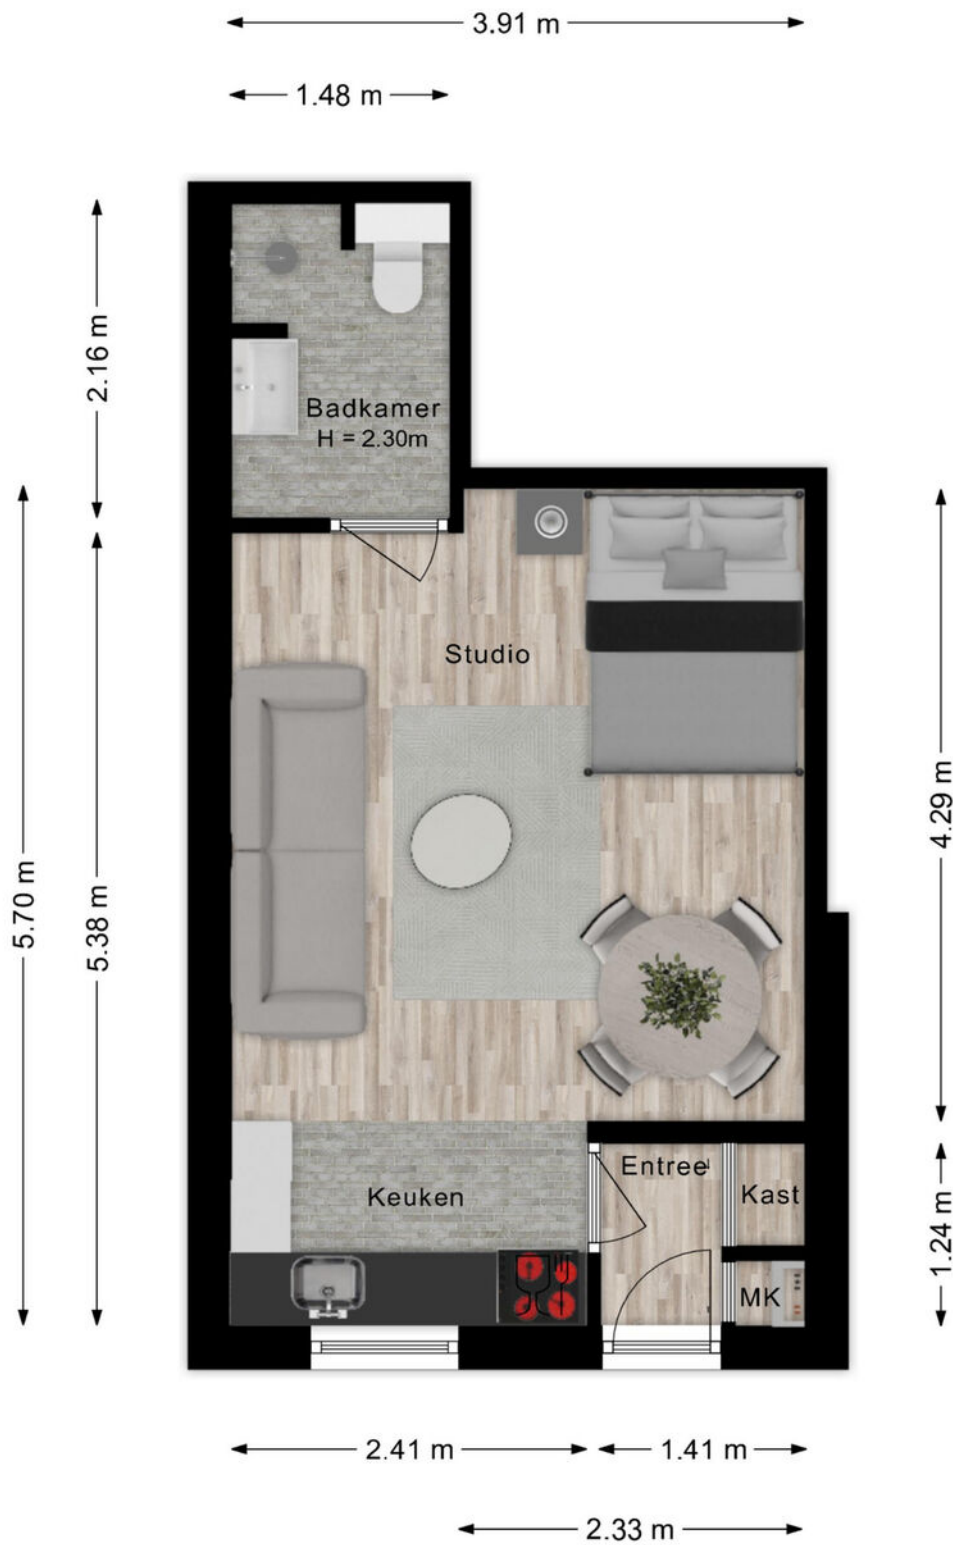 3.91 m
1.48 m
2.16 m
Badkamer
H = 2.30m
Studio
4.29 m
5.70 m
5.38 m
Entree
Kast
Keuken
1.24 m
MK
2.41 m
1.41 m
2.33 m